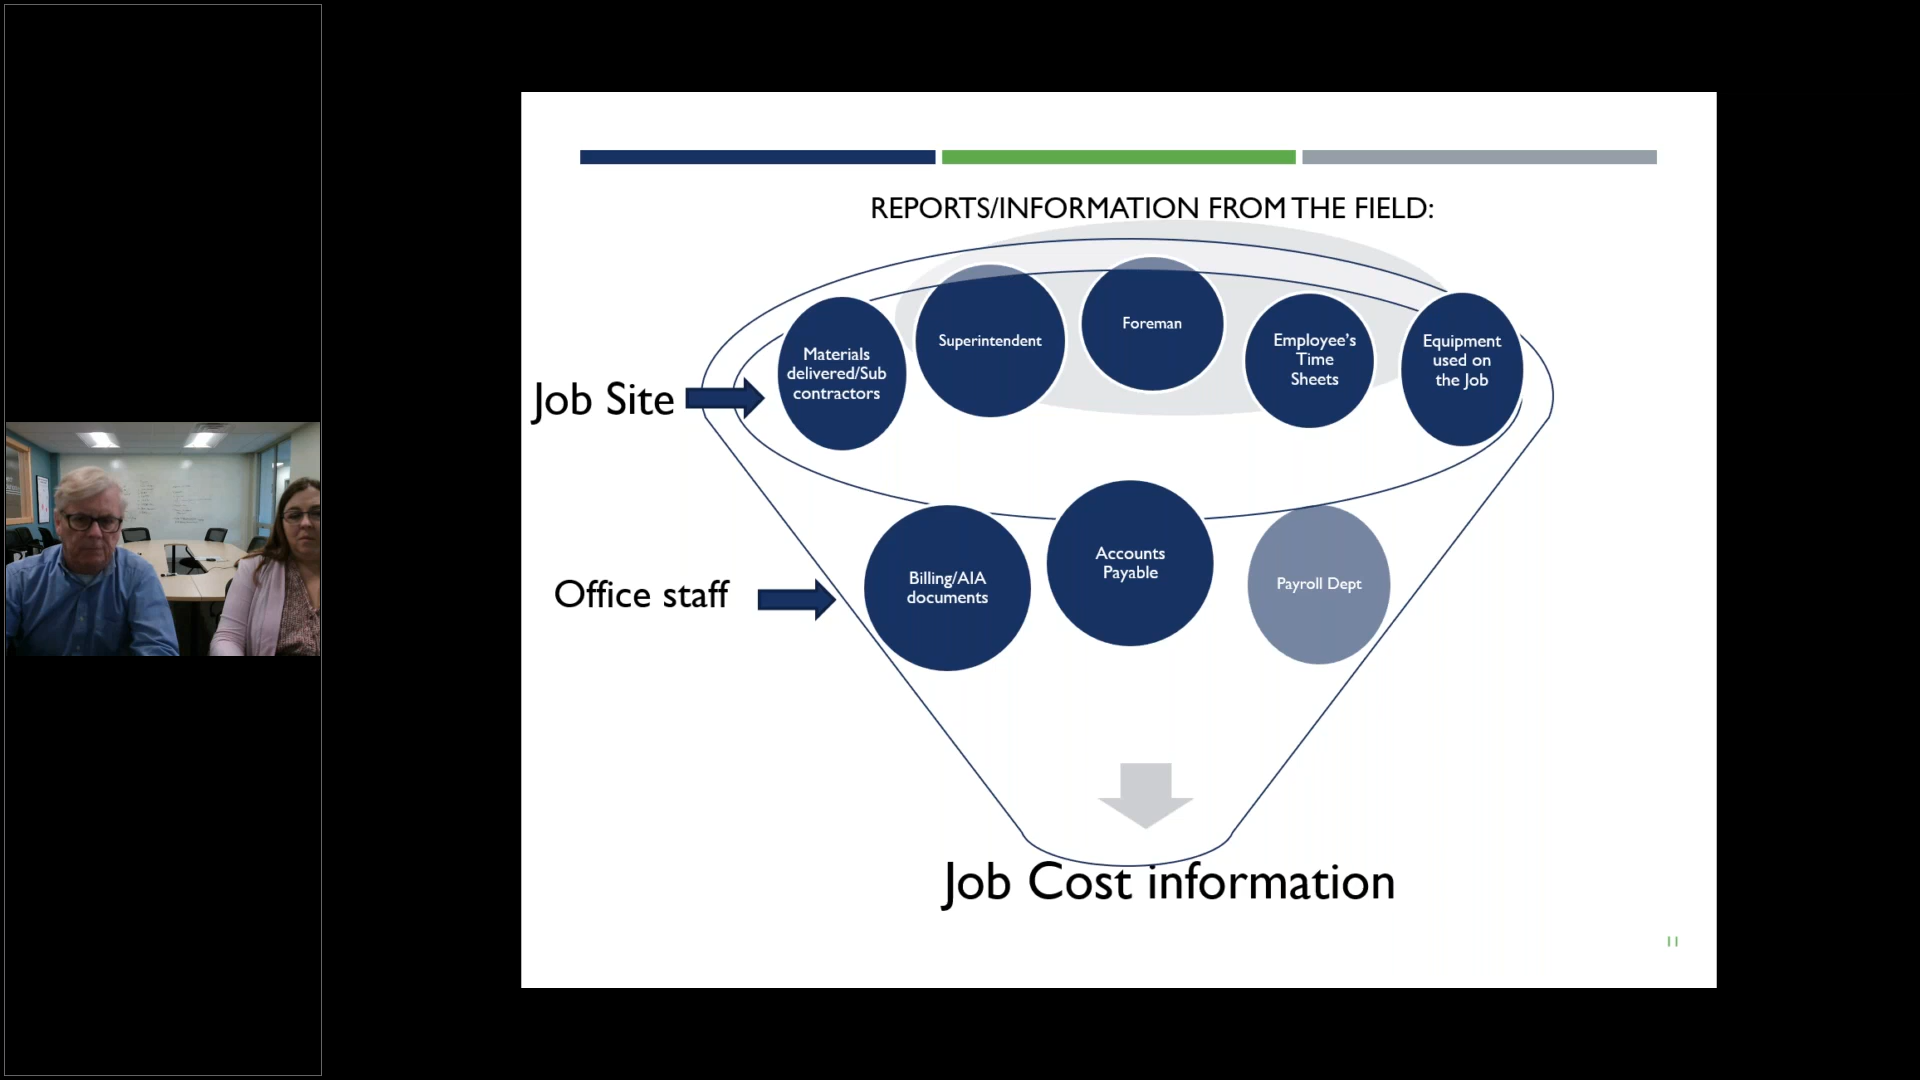 REPORTS/INFORMATION FROM THE FIELD:
Job Site
Materials
delivered/Sub
contractors
Superintendent
Foreman
Employee's
Time
Sheets
Equipment
used on
the Job
Office staff
Billing/AIA
documents
Accounts
Payable
Payroll Dept
Job Cost information
11